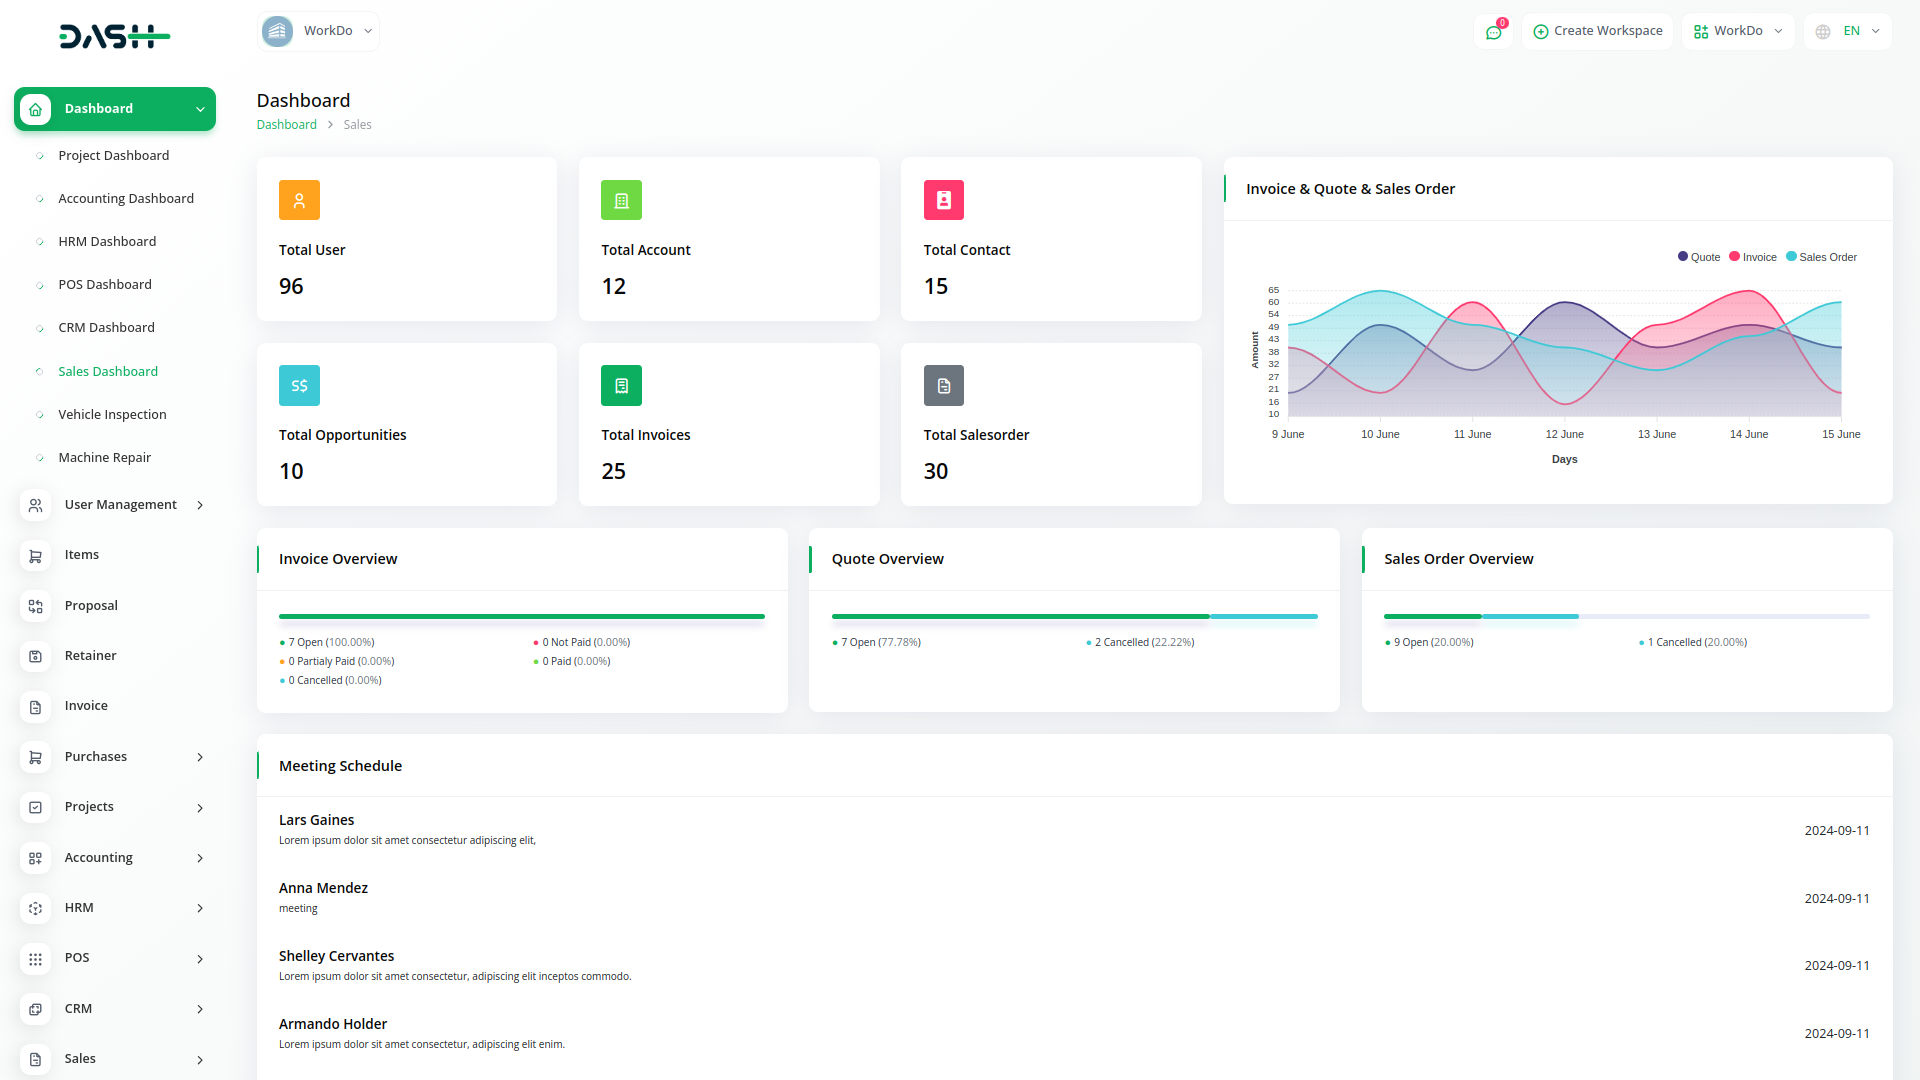 DASH
WorkDo
0
Create Workspace
WorkDo
EN
Dashboard
Project Dashboard
Accounting Dashboard
HRM Dashboard
POS Dashboard
CRM Dashboard
Sales Dashboard
Vehicle Inspection
Machine Repair
User Management
Items
Proposal
Retainer
Invoice
Purchases
Projects
Accounting
HRM
POS
CRM
Sales
Dashboard
Dashboard > Sales
Total User
96
Total Account
12
Total Contact
15
S$
Total Opportunities
10
Total Invoices
25
Total Salesorder
30
Invoice & Quote & Sales Order
Quote Invoice Sales Order
Amount
65
60
54
49
43
38
32
27
21
16
10
9 June 10 June 11 June 12 June 13 June 14 June 15 June
Days
Invoice Overview
7 Open (100.00%)
0 Not Paid (0.00%)
0 Partialy Paid (0.00%)
0 Paid (0.00%)
0 Cancelled (0.00%)
Quote Overview
7 Open (77.78%)
2 Cancelled (22.22%)
Sales Order Overview
9 Open (20.00%)
1 Cancelled (20.00%)
Meeting Schedule
Lars Gaines
Lorem ipsum dolor sit amet consectetur adipiscing elit,
2024-09-11
Anna Mendez
meeting
2024-09-11
Shelley Cervantes
Lorem ipsum dolor sit amet consectetur, adipiscing elit inceptos commodo.
2024-09-11
Armando Holder
Lorem ipsum dolor sit amet consectetur, adipiscing elit enim.
2024-09-11